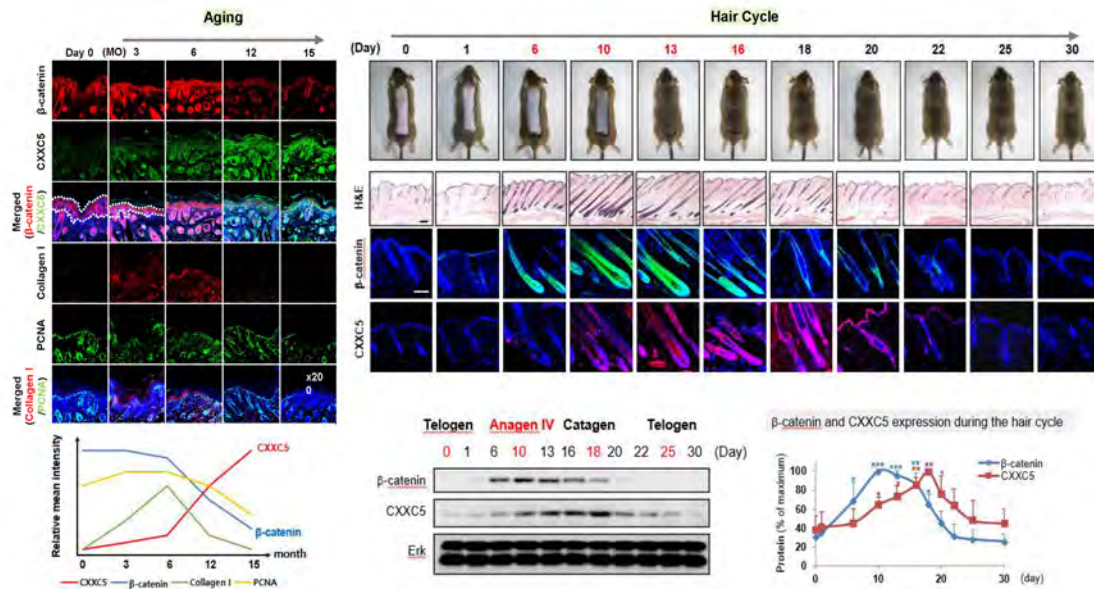 Aging
Day 0 (MO) 3 6 12 15
β-catenin
CXXC5
Merged
(β-catenin
/CXXC5)
Collagen I
PCNA
Merged
(Collagen I
/PCNA)
x20
0
Relative mean intensity
CXXC5
β-catenin
0 3 6 12 15 month
CXXC5 β-catenin Collagen I PCNA
Hair Cycle
(Day) 0 1 6 10 13 16 18 20 22 25 30
H&E
β-catenin
CXXC5
Telogen Anagen IV Catagen Telogen
0 1 6 10 13 16 18 20 22 25 30 (Day)
β-catenin
CXXC5
Erk
β-catenin and CXXC5 expression during the hair cycle
Protein (% of maximum)
100
80
60
40
20
0
*** *** ** ** ** * * * *
β-catenin
CXXC5
0 10 20 30 (day)